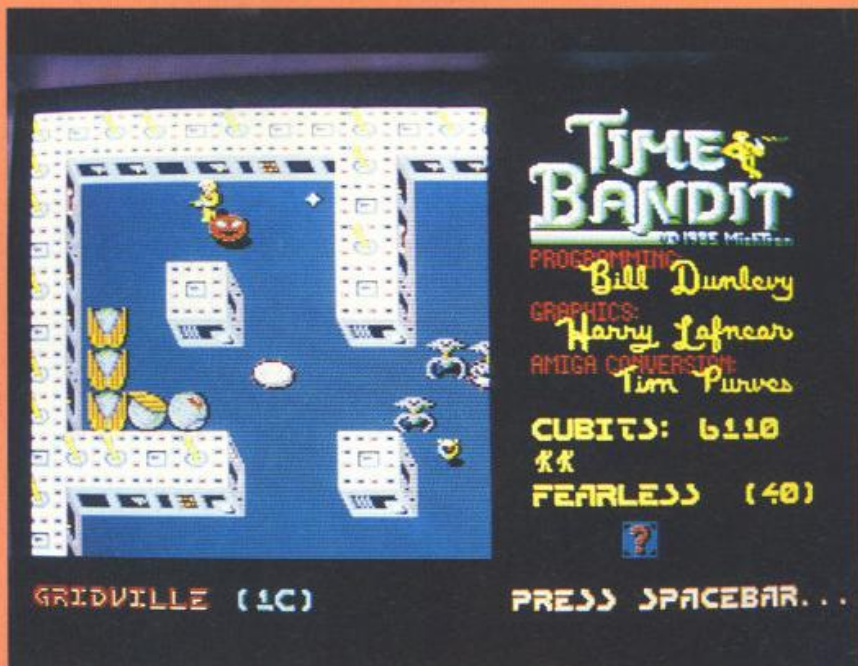 TIME
BANDIT
© 1985 MichTron
PROGRAMMING:
Bill Dunlevy
GRAPHICS:
Harry Lafnear
AMIGA CONVERSION:
Tim Purves
CUBITS: 6110
FEARLESS (40)
?
GRIDVILLE (1C)
PRESS SPACEBAR...